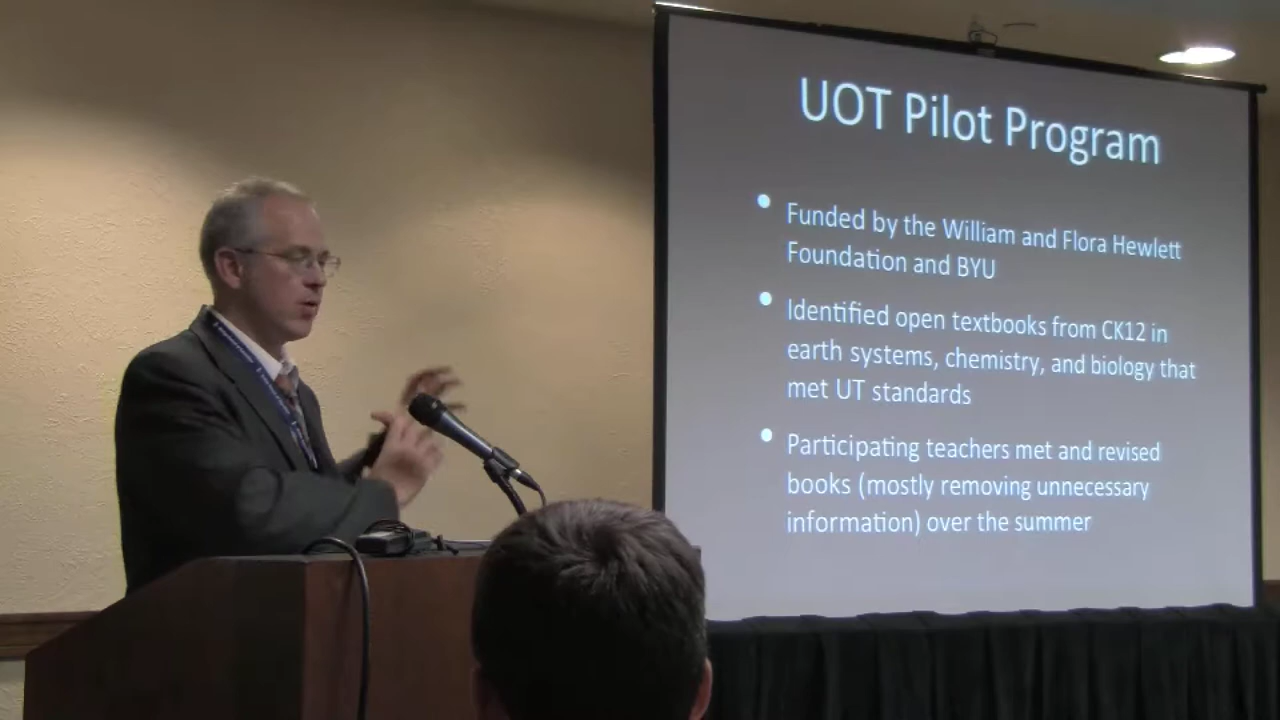 UOT Pilot Program
• Funded by the William and Flora Hewlett
Foundation and BYU
• Identified open textbooks from CK12 in
earth systems, chemistry, and biology that
met UT standards
• Participating teachers met and revised
books (mostly removing unnecessary
information) over the summer